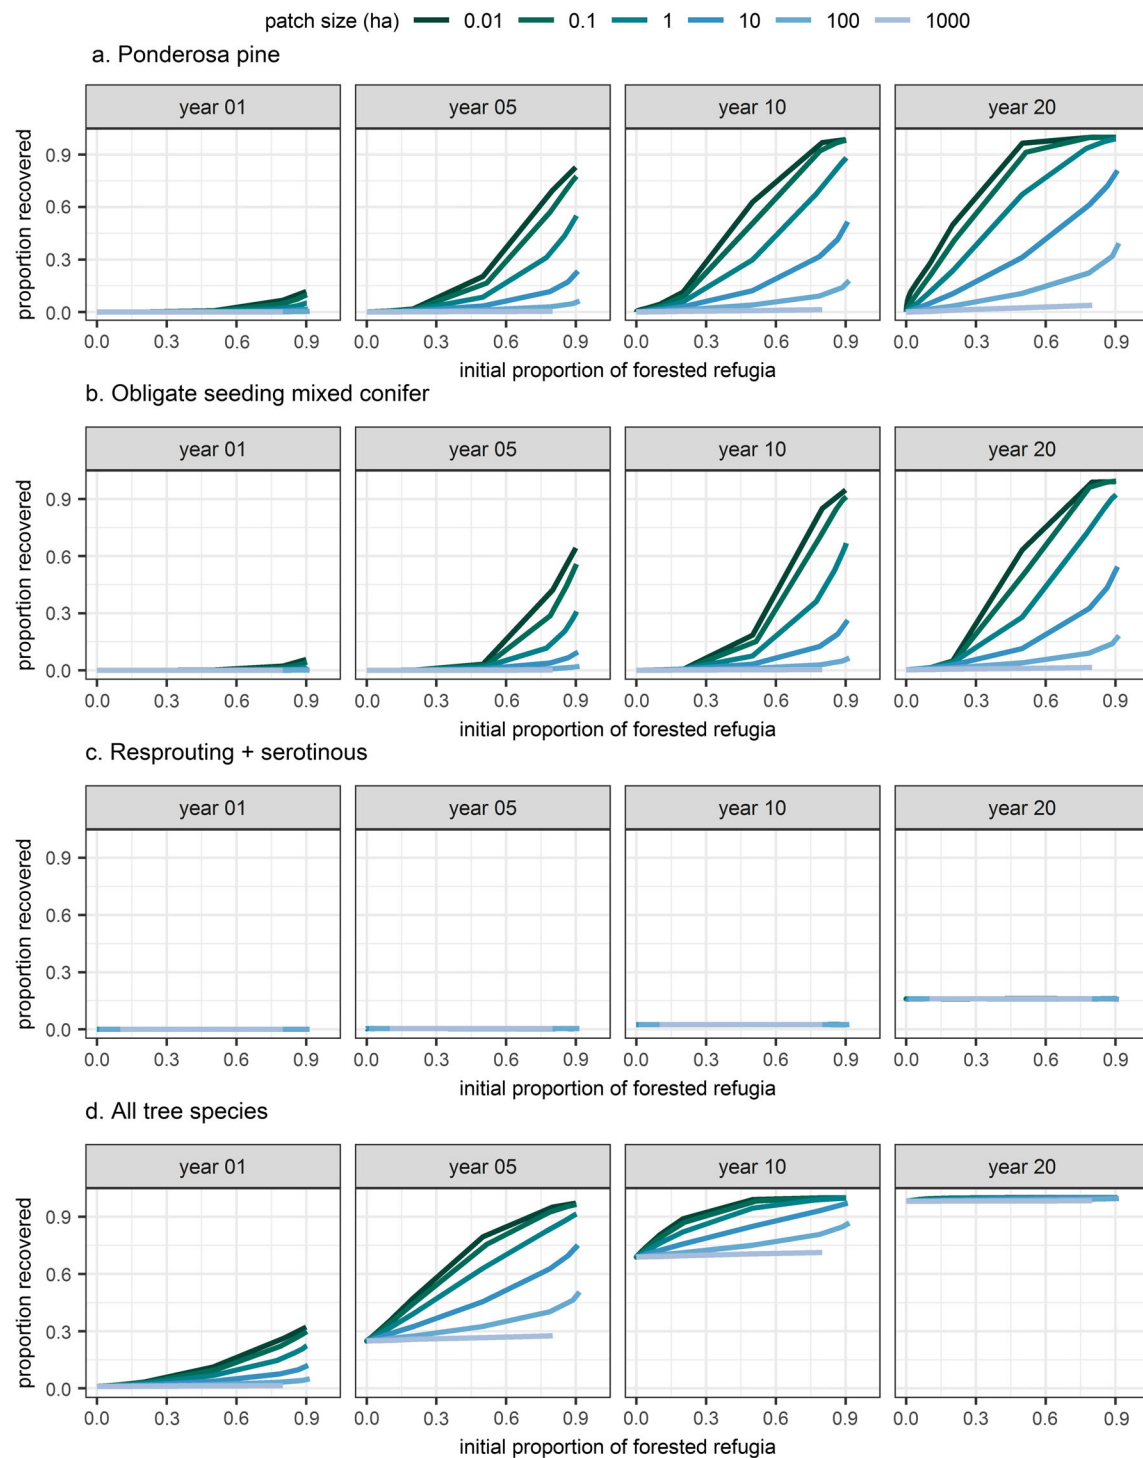 patch size (ha) 0.01 0.1 1 10 100 1000
a. Ponderosa pine
year 01 year 05 year 10 year 20
proportion recovered
0.9
0.6
0.3
0.0
0.0 0.3 0.6 0.9 0.0 0.3 0.6 0.9 0.0 0.3 0.6 0.9 0.0 0.3 0.6 0.9
initial proportion of forested refugia
b. Obligate seeding mixed conifer
year 01 year 05 year 10 year 20
proportion recovered
0.9
0.6
0.3
0.0
0.0 0.3 0.6 0.9 0.0 0.3 0.6 0.9 0.0 0.3 0.6 0.9 0.0 0.3 0.6 0.9
initial proportion of forested refugia
c. Resprouting + serotinous
year 01 year 05 year 10 year 20
proportion recovered
0.9
0.6
0.3
0.0
0.0 0.3 0.6 0.9 0.0 0.3 0.6 0.9 0.0 0.3 0.6 0.9 0.0 0.3 0.6 0.9
initial proportion of forested refugia
d. All tree species
year 01 year 05 year 10 year 20
proportion recovered
0.9
0.6
0.3
0.0
0.0 0.3 0.6 0.9 0.0 0.3 0.6 0.9 0.0 0.3 0.6 0.9 0.0 0.3 0.6 0.9
initial proportion of forested refugia